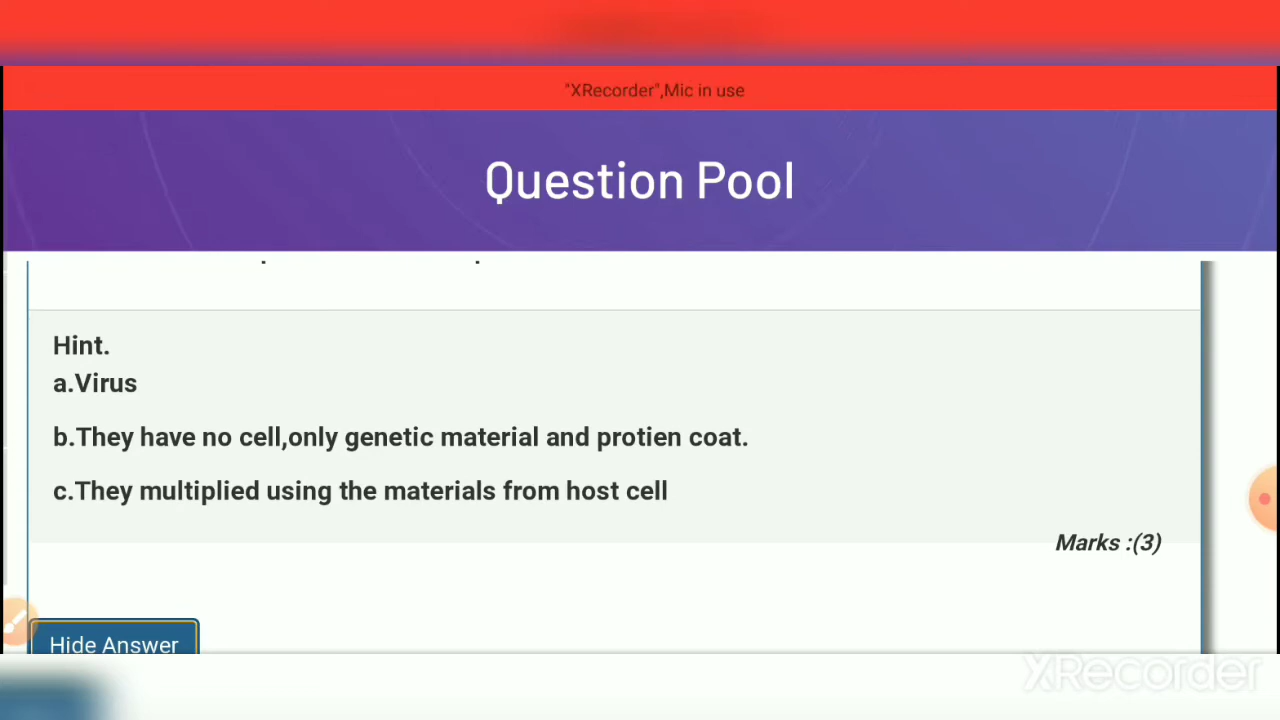 "XRecorder",Mic in use
Question Pool
Hint.
a.Virus
b.They have no cell,only genetic material and protien coat.
c.They multiplied using the materials from host cell
Marks :(3)
Hide Answer
XRecorder